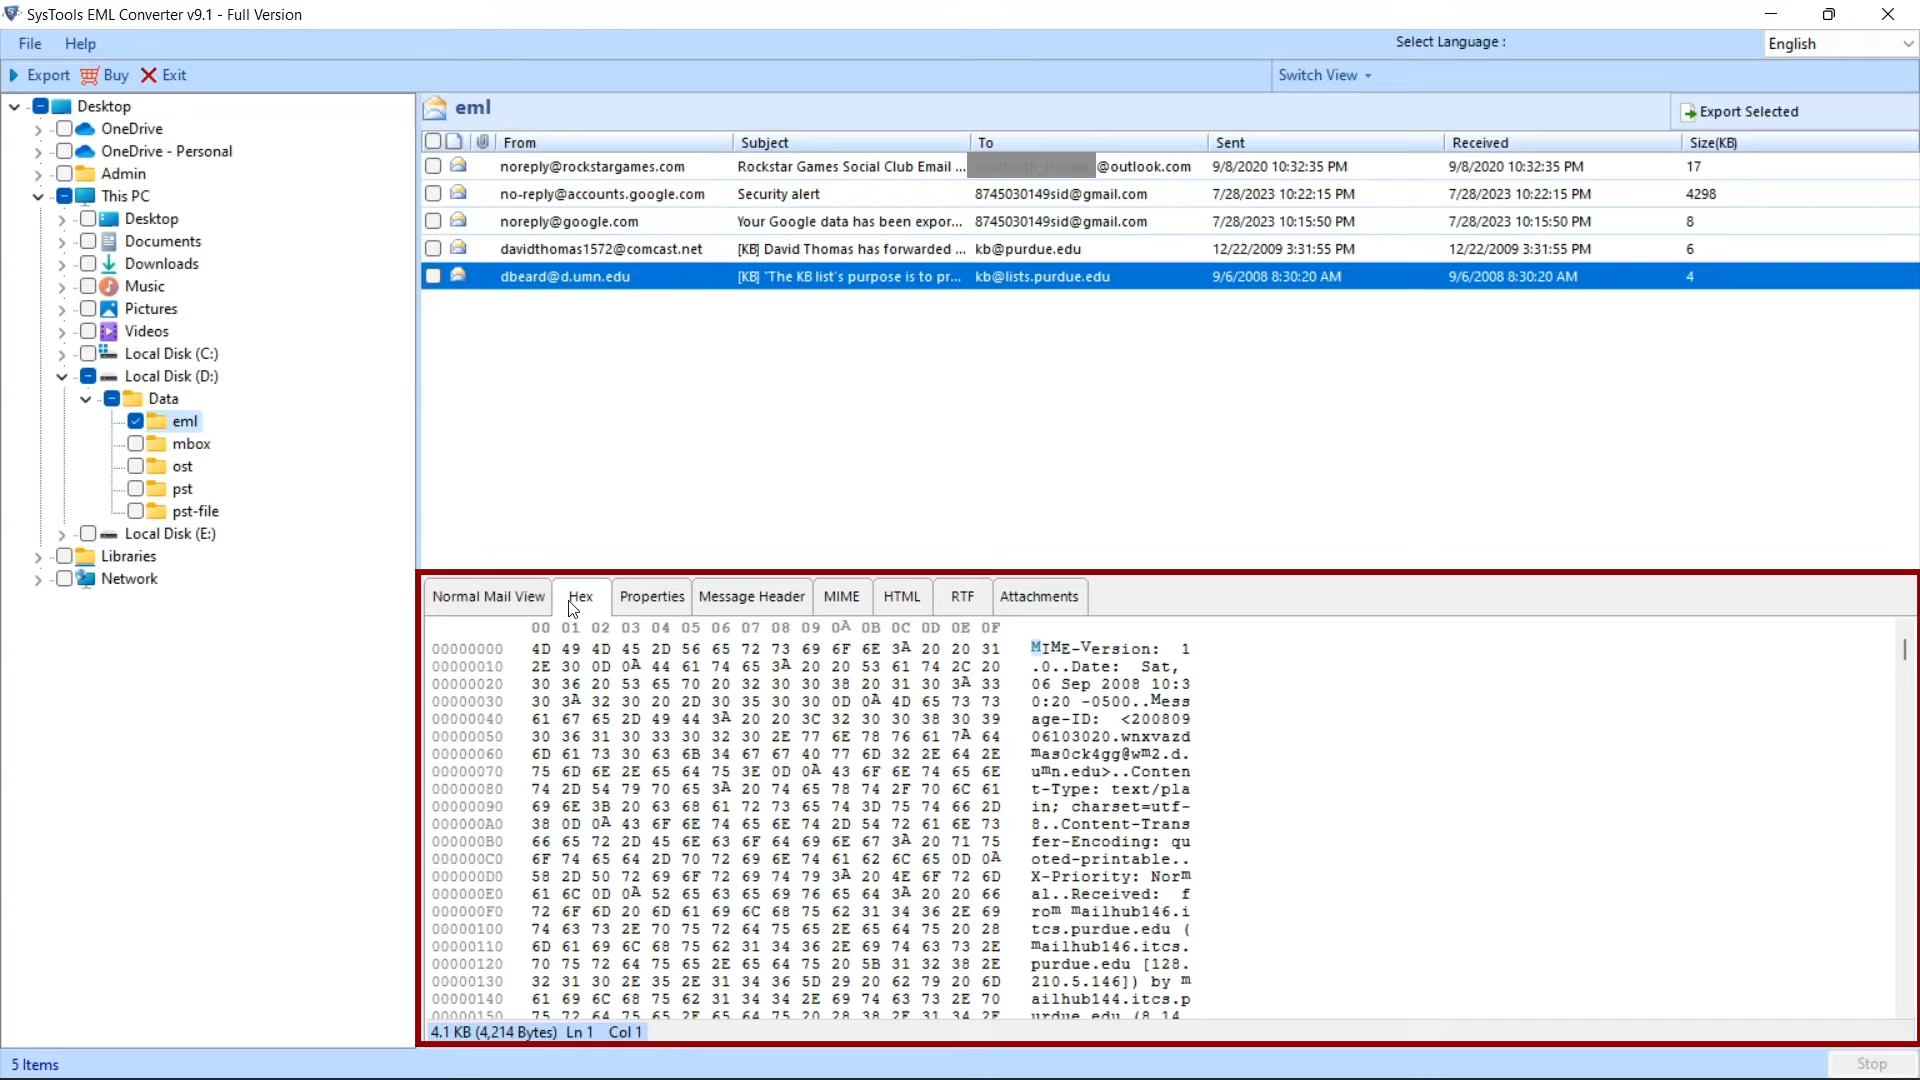 SysTools EML Converter v9.1 - Full Version
File Help Select Language : English
Export Buy Exit Switch View
Desktop
OneDrive
OneDrive - Personal
Admin
This PC
Desktop
Documents
Downloads
Music
Pictures
Videos
Local Disk (C:)
Local Disk (D:)
Data
eml
mbox
ost
pst
pst-file
Local Disk (E:)
Libraries
Network
eml Export Selected
From Subject To Sent Received Size(KB)
noreply@rockstargames.com Rockstar Games Social Club Email ... @outlook.com 9/8/2020 10:32:35 PM 9/8/2020 10:32:35 PM 17
no-reply@accounts.google.com Security alert 8745030149sid@gmail.com 7/28/2023 10:22:15 PM 7/28/2023 10:22:15 PM 4298
noreply@google.com Your Google data has been expor... 8745030149sid@gmail.com 7/28/2023 10:15:50 PM 7/28/2023 10:15:50 PM 8
davidthomas1572@comcast.net [KB] David Thomas has forwarded ... kb@purdue.edu 12/22/2009 3:31:55 PM 12/22/2009 3:31:55 PM 6
dbeard@d.umn.edu [KB] "The KB list's purpose is to pr... kb@lists.purdue.edu 9/6/2008 8:30:20 AM 9/6/2008 8:30:20 AM 4
Normal Mail View Hex Properties Message Header MIME HTML RTF Attachments
00 01 02 03 04 05 06 07 08 09 0A 0B 0C 0D 0E 0F
00000000 4D 49 4D 45 2D 56 65 72 73 69 6F 6E 3A 20 20 31 MIME-Version: 1
00000010 2E 30 0D 0A 44 61 74 65 3A 20 20 53 61 74 2C 20 .0..Date: Sat,
00000020 30 36 20 53 65 70 20 32 30 30 38 20 31 30 3A 33 06 Sep 2008 10:3
00000030 30 3A 32 30 20 2D 30 35 30 30 0D 0A 4D 65 73 73 0:20 -0500..Mess
00000040 61 67 65 2D 49 44 3A 20 20 3C 32 30 30 38 30 39 age-ID: <200809
00000050 30 36 31 30 33 30 32 30 2E 77 6E 78 76 61 7A 64 06103020.wnxvazd
00000060 6D 61 73 30 63 6B 34 67 67 40 77 6D 32 2E 64 2E mas0ck4gg@wm2.d.
00000070 75 6D 6E 2E 65 64 75 3E 0D 0A 43 6F 6E 74 65 6E umn.edu>..Conten
00000080 74 2D 54 79 70 65 3A 20 74 65 78 74 2F 70 6C 61 t-Type: text/pla
00000090 69 6E 3B 20 63 68 61 72 73 65 74 3D 75 74 66 2D in; charset=utf-
000000A0 38 0D 0A 43 6F 6E 74 65 6E 74 2D 54 72 61 6E 73 8..Content-Trans
000000B0 66 65 72 2D 45 6E 63 6F 64 69 6E 67 3A 20 71 75 fer-Encoding: qu
000000C0 6F 74 65 64 2D 70 72 69 6E 74 61 62 6C 65 0D 0A oted-printable..
000000D0 58 2D 50 72 69 6F 72 69 74 79 3A 20 4E 6F 72 6D X-Priority: Norm
000000E0 61 6C 0D 0A 52 65 63 65 69 76 65 64 3A 20 20 66 al..Received: f
000000F0 72 6F 6D 20 6D 61 69 6C 68 75 62 31 34 36 2E 69 rom mailhub146.i
00000100 74 63 73 2E 70 75 72 64 75 65 2E 65 64 75 20 28 tcs.purdue.edu (
00000110 6D 61 69 6C 68 75 62 31 34 36 2E 69 74 63 73 2E mailhub146.itcs.
00000120 70 75 72 64 75 65 2E 65 64 75 20 5B 31 32 38 2E purdue.edu [128.
00000130 32 31 30 2E 35 2E 31 34 36 5D 29 20 62 79 20 6D 210.5.146]) by m
00000140 61 69 6C 68 75 62 31 34 34 2E 69 74 63 73 2E 70 ailhub144.itcs.p
00000150 75 72 64 75 65 2E 65 64 75 20 28 38 2E 31 34 2E urdue.edu (8.14.
4.1 KB (4,214 Bytes) Ln 1 Col 1
5 Items Stop